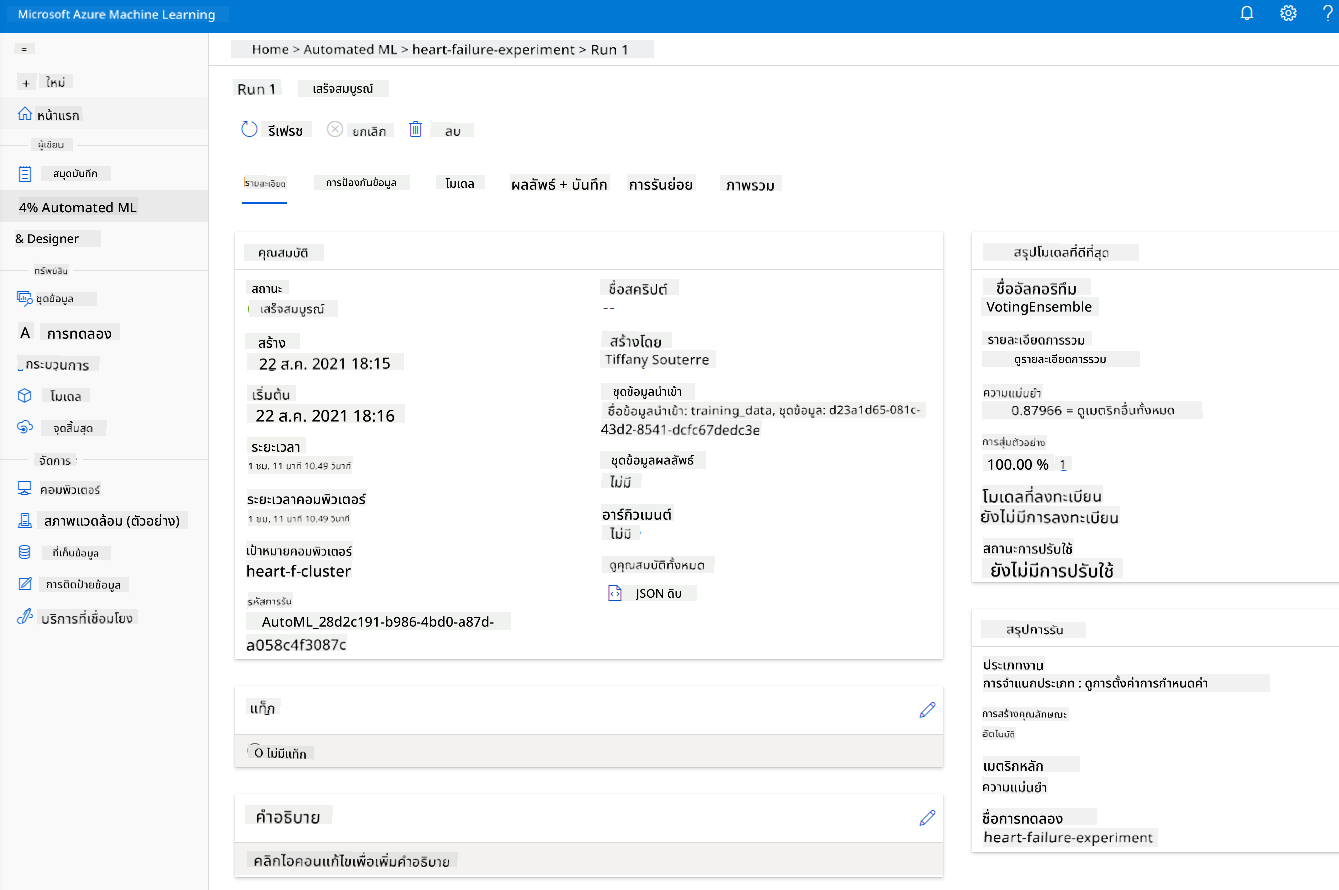 Microsoft Azure Machine Learning
Home > Automated ML > heart-failure-experiment > Run 1
+ ใหม่
หน้าแรก
ผู้เขียน
สมุดบันทึก
4% Automated ML
& Designer
ทรัพย์สิน
ชุดข้อมูล
A การทดลอง
กระบวนการ
โมเดล
จุดสิ้นสุด
จัดการ
คอมพิวเตอร์
สภาพแวดล้อม (ตัวอย่าง)
ที่เก็บข้อมูล
การติดป้ายข้อมูล
บริการที่เชื่อมโยง
Run 1 เสร็จสมบูรณ์
รีเฟรช ยกเลิก ลบ
รายละเอียด การป้องกันข้อมูล โมเดล ผลลัพธ์ + บันทึก การรันย่อย ภาพรวม
คุณสมบัติ
สถานะ
เสร็จสมบูรณ์
สร้าง
22 ส.ค. 2021 18:15
เริ่มต้น
22 ส.ค. 2021 18:16
ระยะเวลา
1 ชม. 11 นาที 10.49 วินาที
ระยะเวลาคอมพิวเตอร์
1 ชม. 11 นาที 10.49 วินาที
เป้าหมายคอมพิวเตอร์
heart-f-cluster
รหัสการรัน
AutoML_28d2c191-b986-4bd0-a87d-
a058c4f3087c
ชื่อสคริปต์
--
สร้างโดย
Tiffany Souterre
ชุดข้อมูลนำเข้า
ชื่อข้อมูลนำเข้า: training_data, ชุดข้อมูล: d23a1d65-081c-
43d2-8541-dcfc67dedc3e
ชุดข้อมูลผลลัพธ์
ไม่มี
อาร์กิวเมนต์
ไม่มี
ดูคุณสมบัติทั้งหมด
JSON ดิบ
แท็ก
O ไม่มีแท็ก
คำอธิบาย
คลิกไอคอนแก้ไขเพื่อเพิ่มคำอธิบาย
สรุปโมเดลที่ดีที่สุด
ชื่ออัลกอริทึม
VotingEnsemble
รายละเอียดการรวม
ดูรายละเอียดการรวม
ความแม่นยำ
0.87966 = ดูเมตริกอื่นทั้งหมด
การสุ่มตัวอย่าง
100.00 % 1
โมเดลที่ลงทะเบียน
ยังไม่มีการลงทะเบียน
สถานะการปรับใช้
ยังไม่มีการปรับใช้
สรุปการรัน
ประเภทงาน
การจำแนกประเภท : ดูการตั้งค่าการกำหนดค่า
การสร้างคุณลักษณะ
อัตโนมัติ
เมตริกหลัก
ความแม่นยำ
ชื่อการทดลอง
heart-failure-experiment